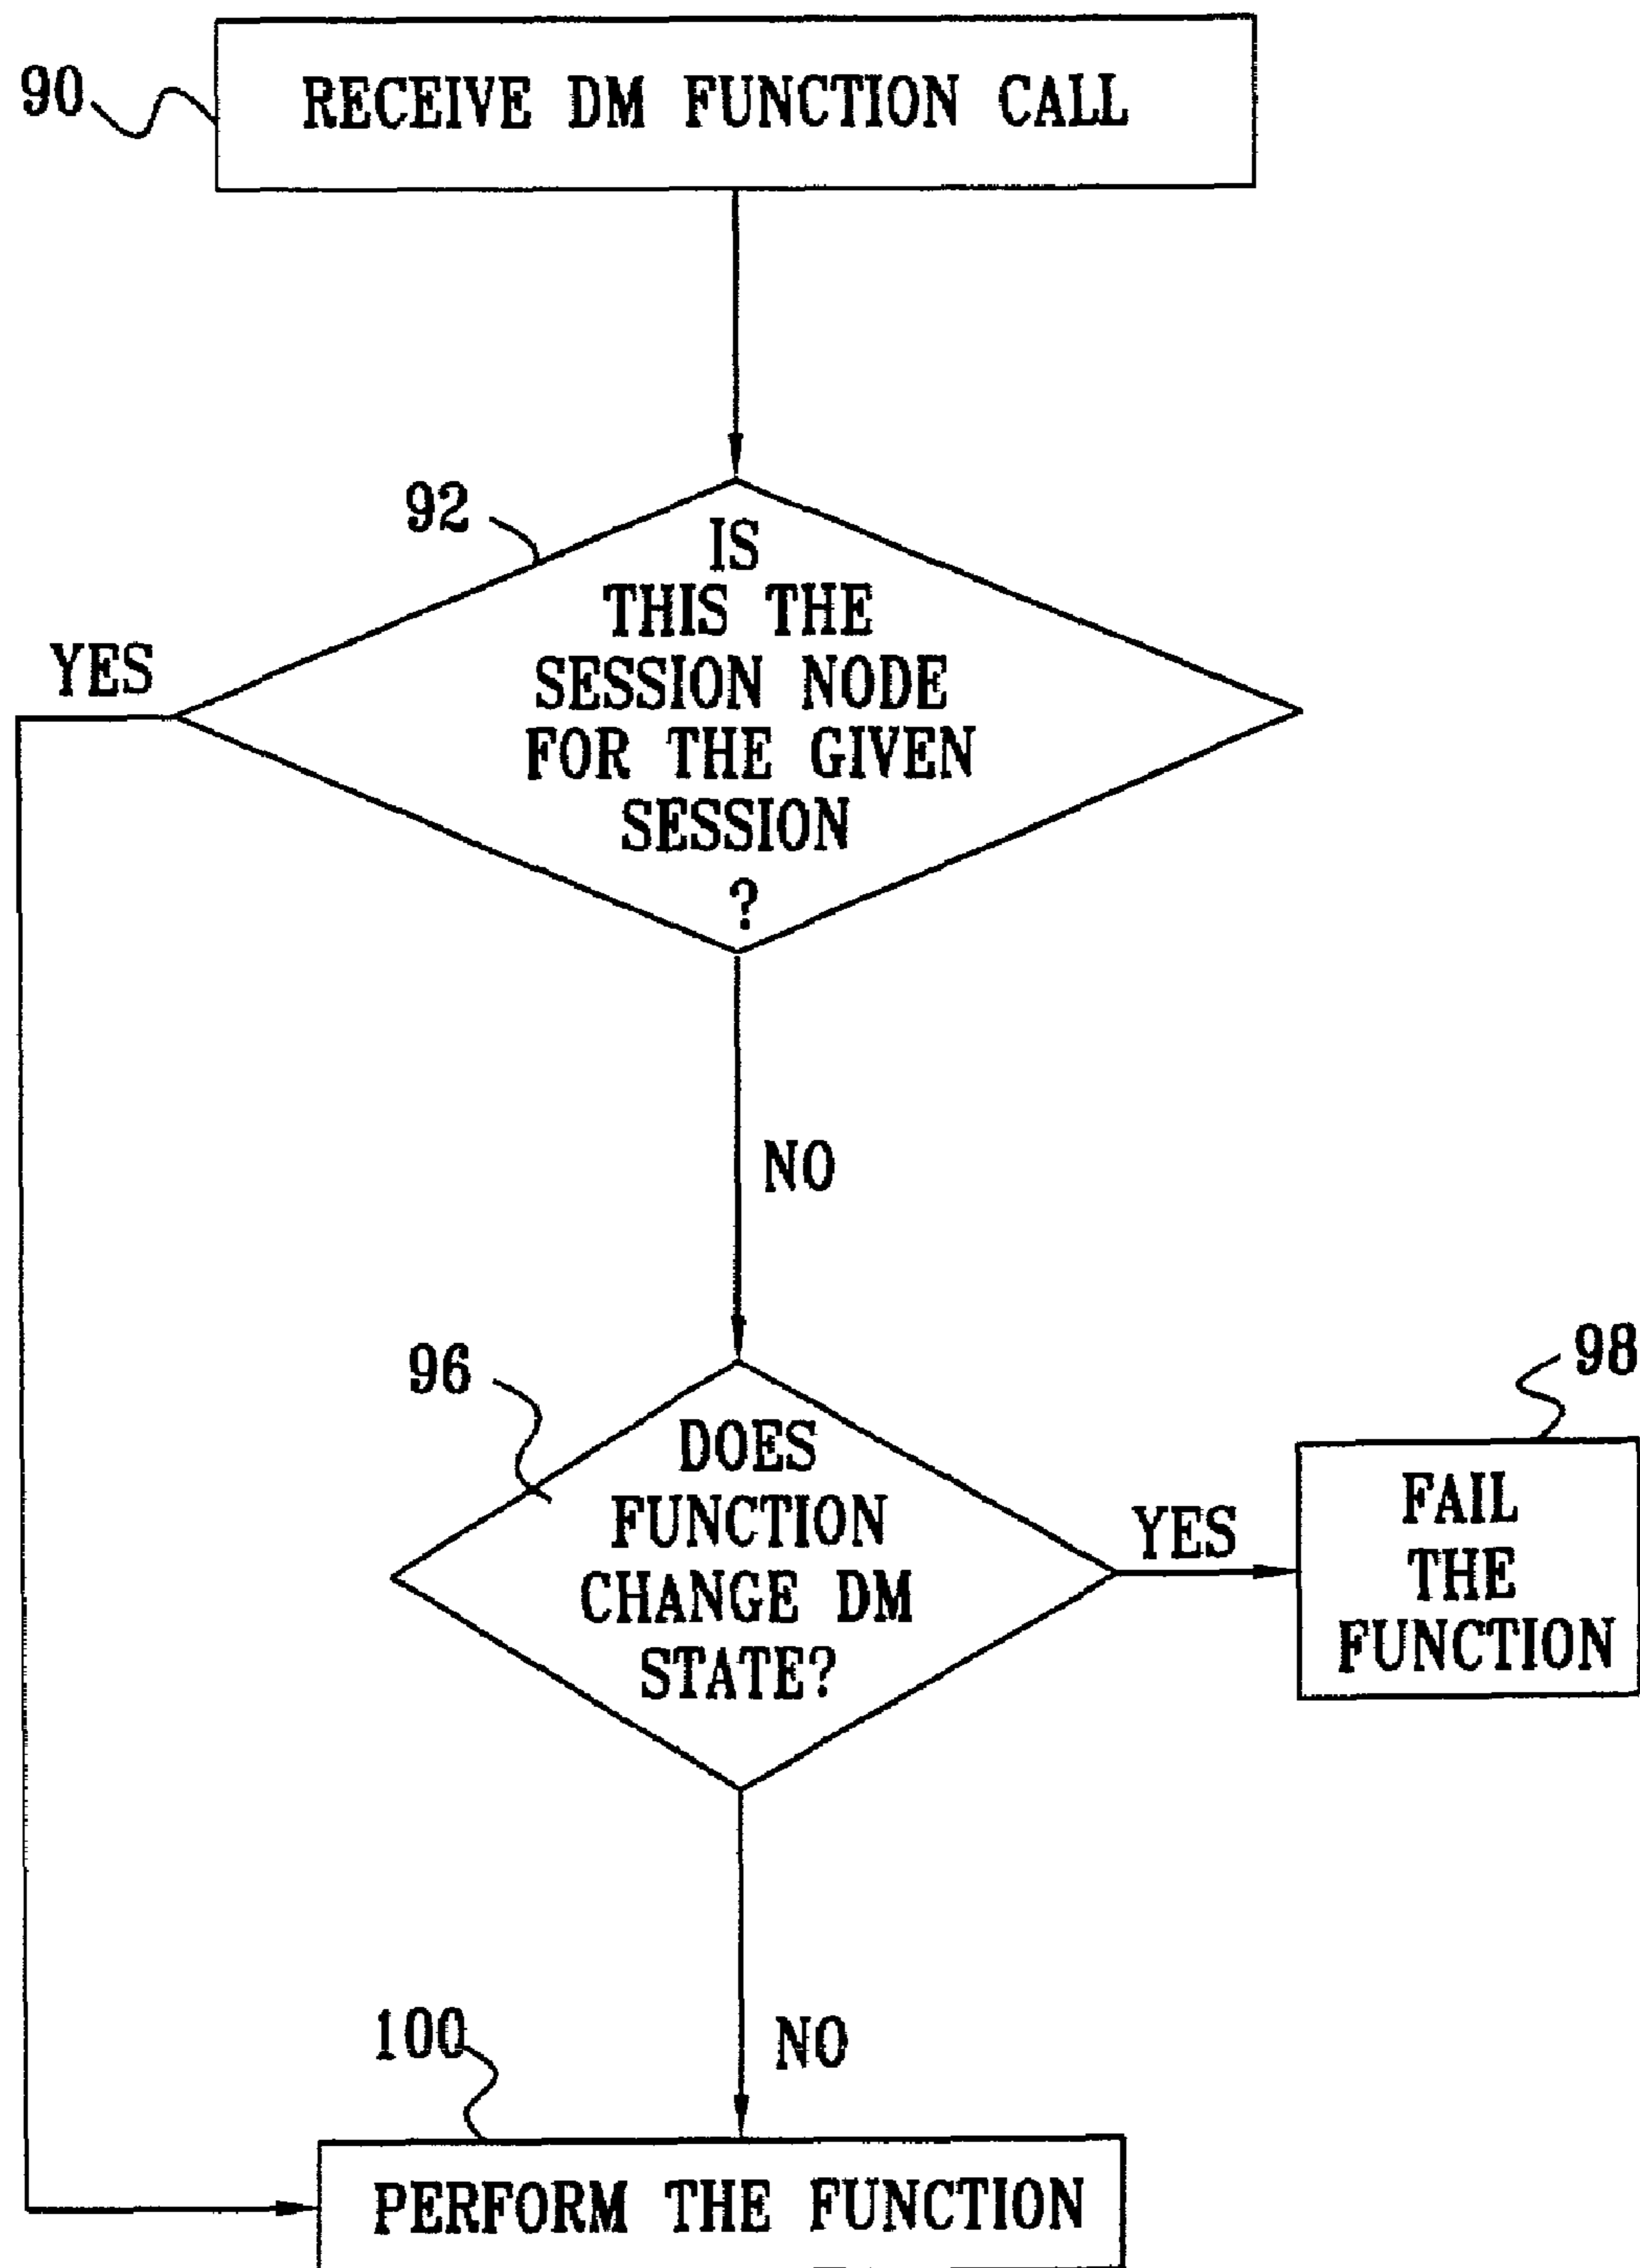 90
RECEIVE DM FUNCTION CALL
92
IS
THIS THE
SESSION NODE
FOR THE GIVEN
SESSION
?
YES
NO
96
DOES
FUNCTION
CHANGE DM
STATE?
YES
98
FAIL
THE
FUNCTION
NO
100
PERFORM THE FUNCTION